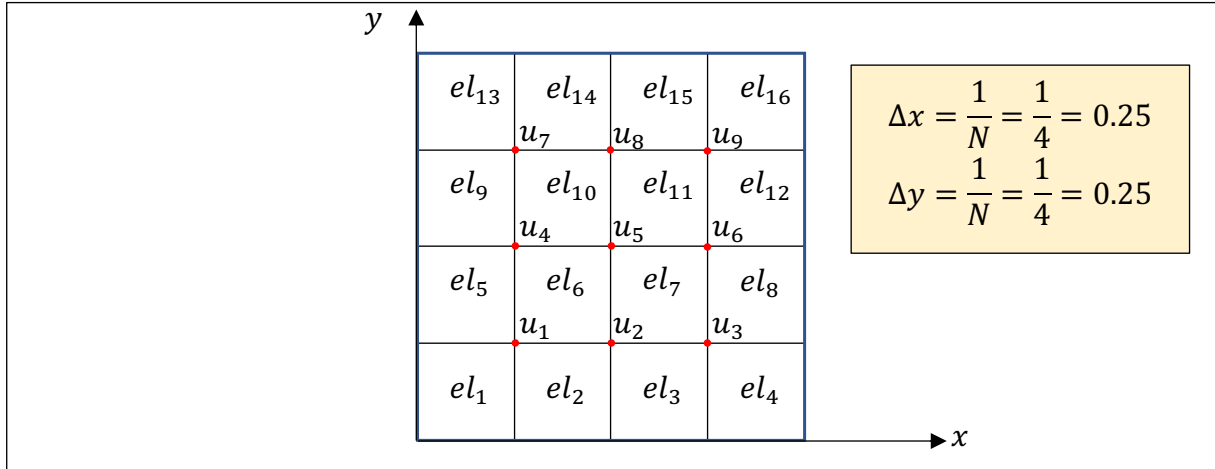 y
el₁₃ el₁₄ el₁₅ el₁₆
u₇ u₈ u₉
el₉ el₁₀ el₁₁ el₁₂
u₄ u₅ u₆
el₅ el₆ el₇ el₈
u₁ u₂ u₃
el₁ el₂ el₃ el₄
x
Δx = 1/N = 1/4 = 0.25
Δy = 1/N = 1/4 = 0.25